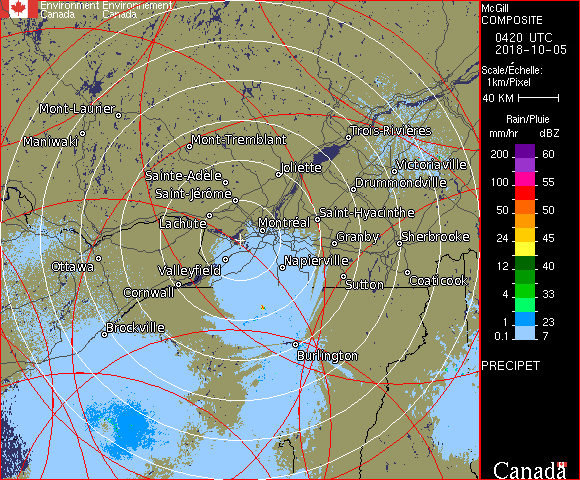 Environment Environnement
Canada Canada
McGill
COMPOSITE
0420 UTC
2018-10-05
Scale/Échelle:
1km/Pixel
40 KM
Rain/Pluie
mm/hr dBZ
200 60
155
100 55
50 50
24 45
12 40
4 33
1 23
0.1 7
PRECIPET
Canada
Mont-Laurier
Maniwaki
Mont-Tremblant
Trois-Rivières
Joliette
Victoriaville
Sainte-Adèle
Drummondville
Saint-Jérôme
Saint-Hyacinthe
Lachute
Montréal
Granby
Sherbrooke
Ottawa
Valleyfield
Napierville
Cornwall
Sutton
Coaticook
Brockville
Burlington